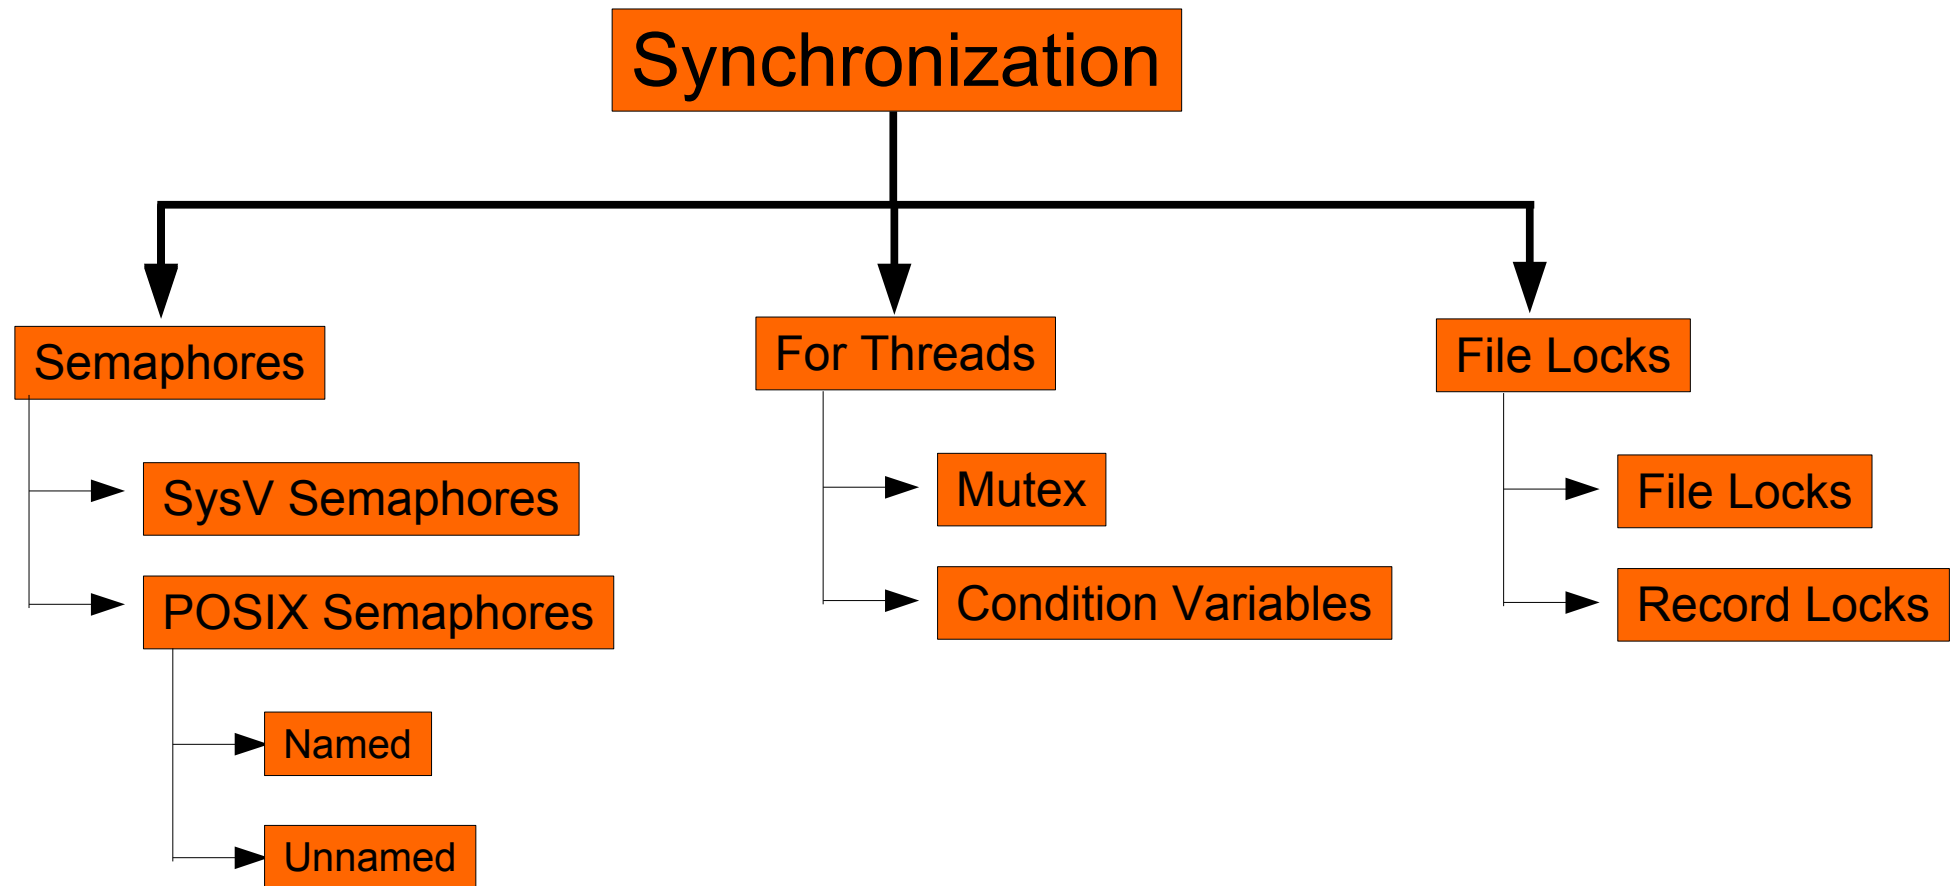 Synchronization
Semaphores
SysV Semaphores
POSIX Semaphores
Named
Unnamed
For Threads
Mutex
Condition Variables
File Locks
File Locks
Record Locks